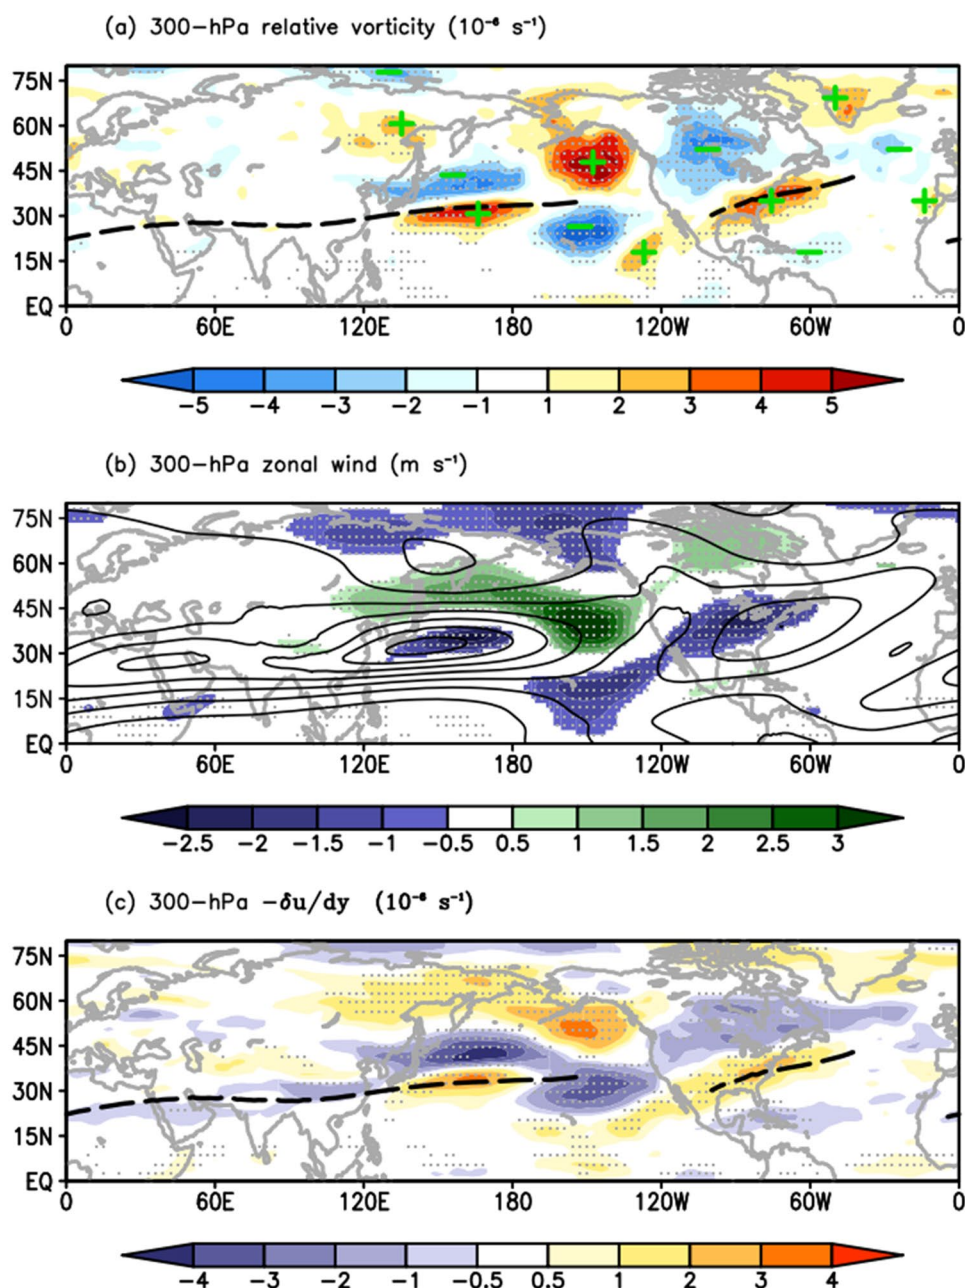 (a) 300-hPa relative vorticity (10⁻⁶ s⁻¹)
75N
60N
45N
30N
15N
EQ
0 60E 120E 180 120W 60W 0
-5 -4 -3 -2 -1 1 2 3 4 5
(b) 300-hPa zonal wind (m s⁻¹)
75N
60N
45N
30N
15N
EQ
0 60E 120E 180 120W 60W 0
-2.5 -2 -1.5 -1 -0.5 0.5 1 1.5 2 2.5 3
(c) 300-hPa -δu/dy (10⁻⁶ s⁻¹)
75N
60N
45N
30N
15N
EQ
0 60E 120E 180 120W 60W 0
-4 -3 -2 -1 -0.5 0.5 1 2 3 4